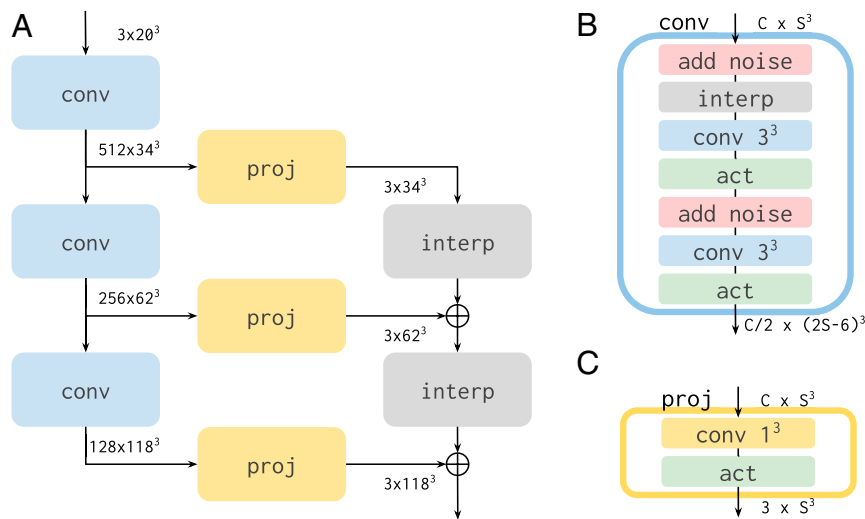 A
3x20³
conv
512x34³
proj
3x34³
conv
interp
256x62³
proj
3x62³
conv
interp
128x118³
proj
3x118³
B
conv
C x S³
add noise
interp
conv 3³
act
add noise
conv 3³
act
C/2 x (2S-6)³
C
proj
C x S³
conv 1³
act
3 x S³